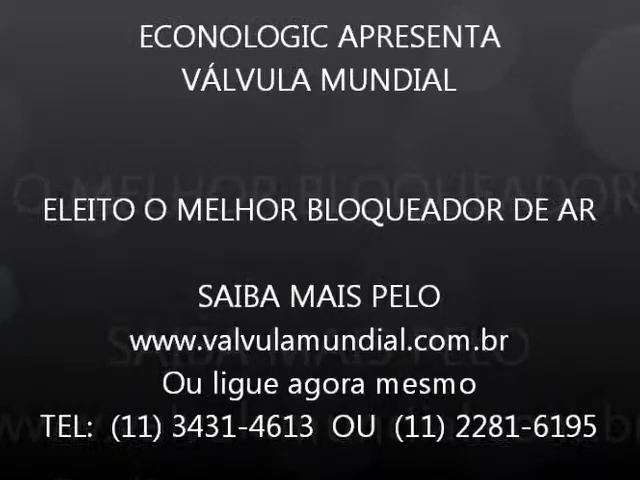 ECONOLOGIC APRESENTA
VÁLVULA MUNDIAL
ELEITO O MELHOR BLOQUEADOR DE AR
SAIBA MAIS PELO
www.valvulamundial.com.br
Ou ligue agora mesmo
TEL: (11) 3431-4613 OU (11) 2281-6195